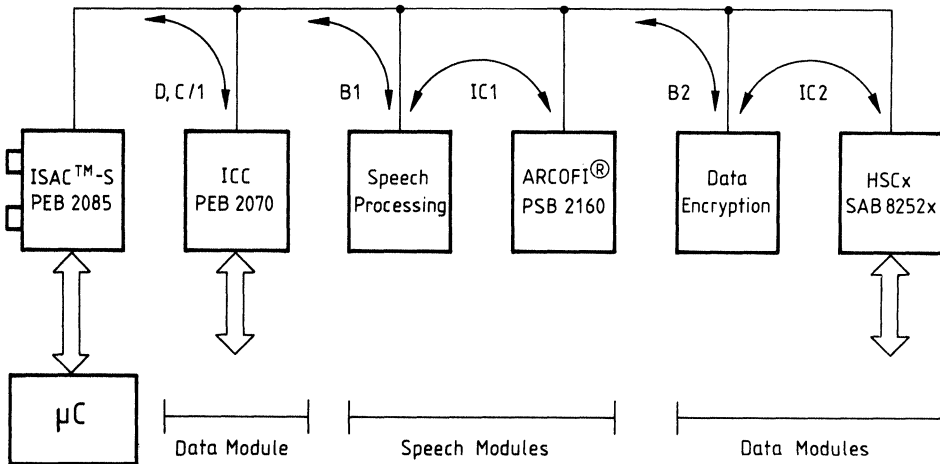 D, C/1
B1
IC1
B2
IC2
ISAC™-S
PEB 2085
ICC
PEB 2070
Speech
Processing
ARCOFI®
PSB 2160
Data
Encryption
HSCx
SAB 8252x
µC
Data Module
Speech Modules
Data Modules